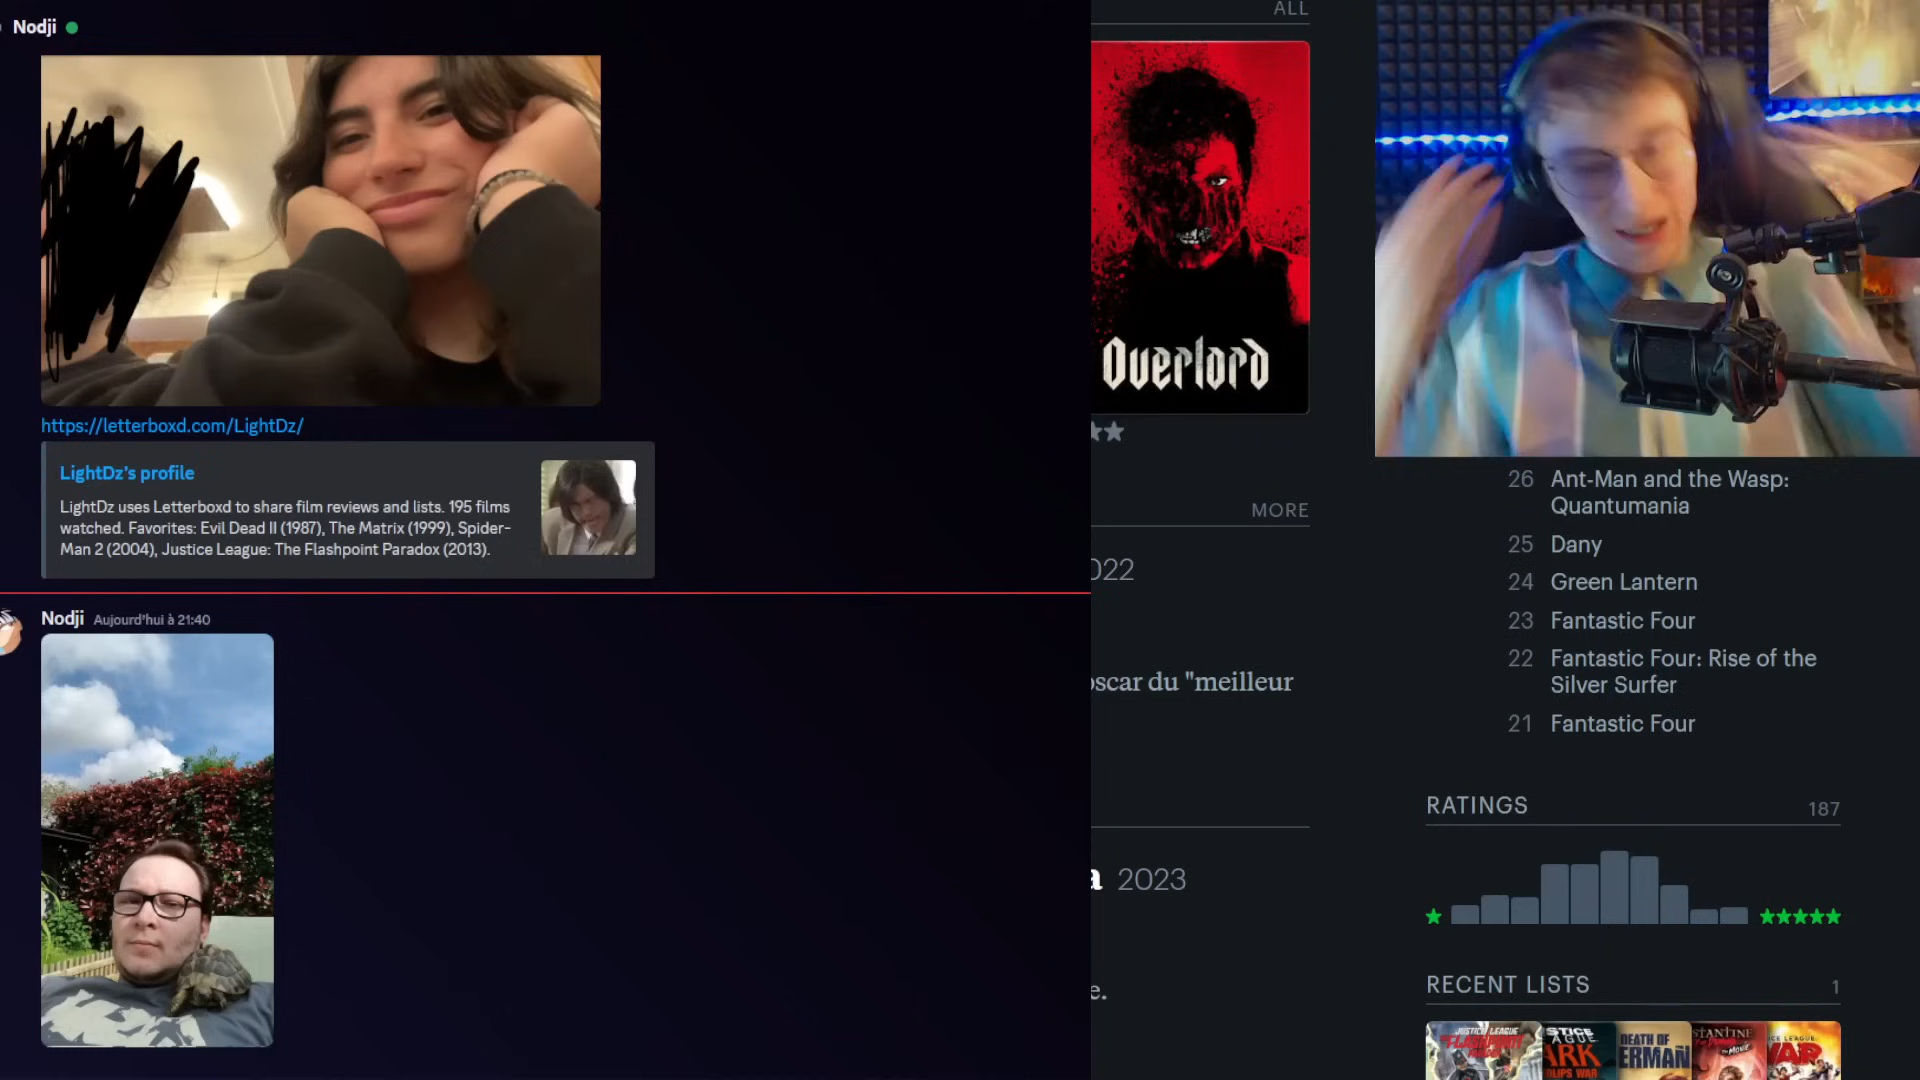 Nodji
https://letterboxd.com/LightDz/
LightDz's profile
LightDz uses Letterboxd to share film reviews and lists. 195 films
watched. Favorites: Evil Dead II (1987), The Matrix (1999), Spider-
Man 2 (2004), Justice League: The Flashpoint Paradox (2013).
Nodji Aujourd'hui à 21:40
ALL
Overlord
★★
MORE
022
oscar du "meilleur
a 2023
e.
26 Ant-Man and the Wasp:
Quantumania
25 Dany
24 Green Lantern
23 Fantastic Four
22 Fantastic Four: Rise of the
Silver Surfer
21 Fantastic Four
RATINGS 187
★ ★★★★★
RECENT LISTS 1
JUSTICE LEAGUE
DEATH OF